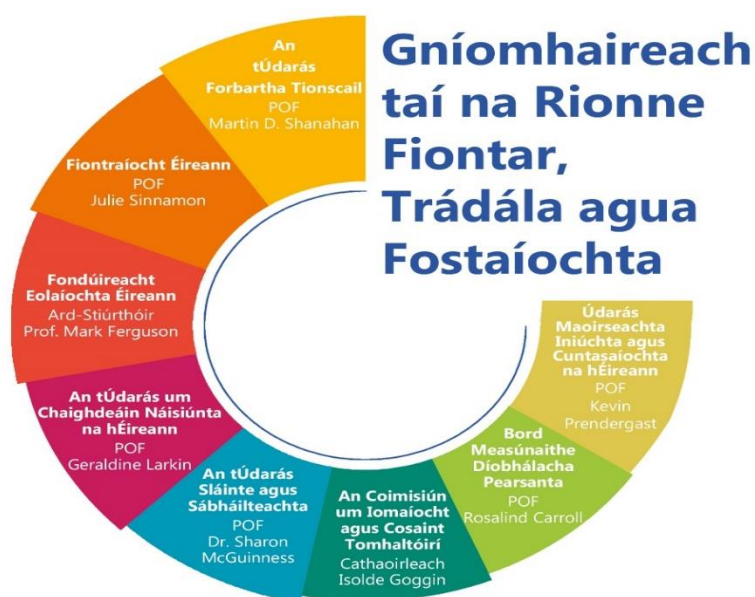 Gníomhaireach
taí na Rionne
Fiontar,
Trádála agua
Fostaíochta
An
tÚdarás
Forbartha Tionscail
POF
Martin D. Shanahan
Fiontraíocht Éireann
POF
Julie Sinnamon
Fondúireacht
Eolaíochta Éireann
Ard-Stiúrthóir
Prof. Mark Ferguson
An tÚdarás um
Chaighdeáin Náisiúnta
na hÉireann
POF
Geraldine Larkin
An tÚdarás
Sláinte agus
Sábháilteachta
POF
Dr. Sharon
McGuinness
An Coimisiún
um Iomaíocht
agus Cosaint
Tomhaltóirí
Cathaoirleach
Isolde Goggin
Bord
Measúnaithe
Díobhálacha
Pearsanta
POF
Rosalind Carroll
Údarás
Maoirseachta
Iniúchta agus
Cuntasaíochta
na hÉireann
POF
Kevin
Prendergast